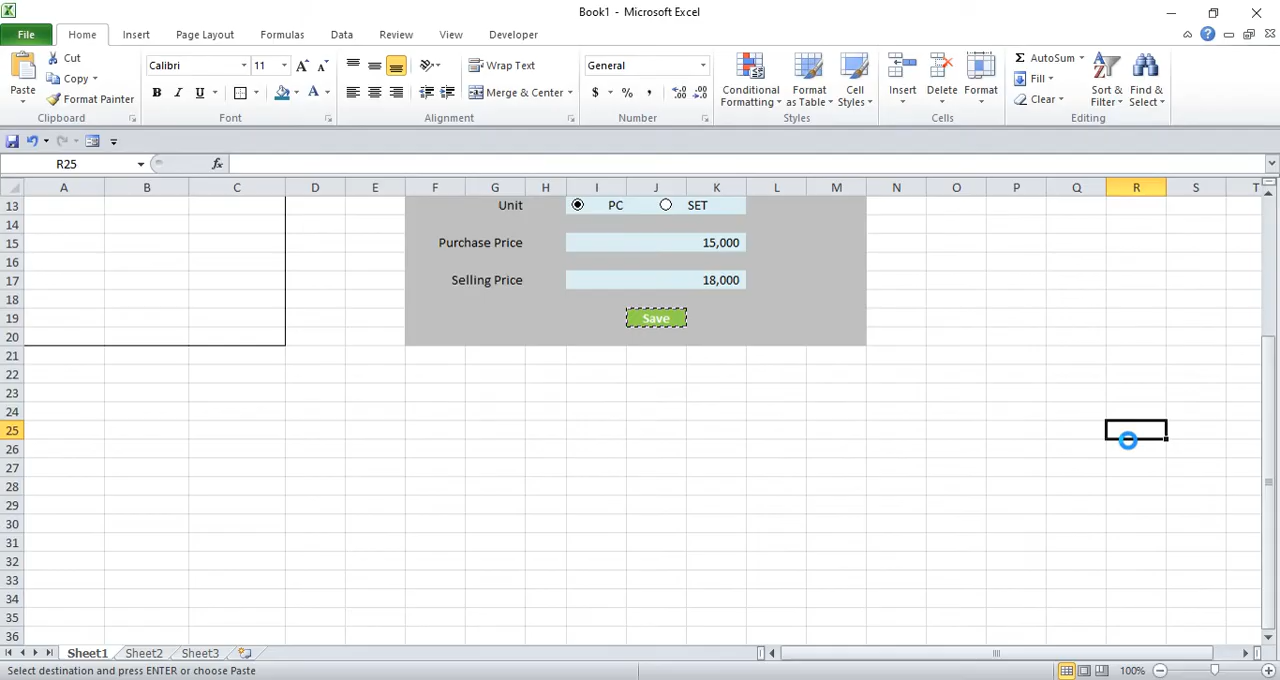 Book1 - Microsoft Excel
File Home Insert Page Layout Formulas Data Review View Developer
Paste Cut Copy Format Painter Clipboard
Calibri 11 B I U A Font
Wrap Text Merge & Center Alignment
General $ % , Number
Conditional Formatting Format as Table Cell Styles Styles
Insert Delete Format Cells
Σ AutoSum Fill Clear Sort & Filter Find & Select Editing
R25 fx
A B C D E F G H I J K L M N O P Q R S T
13 Unit PC SET
14
15 Purchase Price 15,000
16
17 Selling Price 18,000
18
19 Save
20
21
22
23
24
25
26
27
28
29
30
31
32
33
34
35
36
Sheet1 Sheet2 Sheet3
Select destination and press ENTER or choose Paste 100%